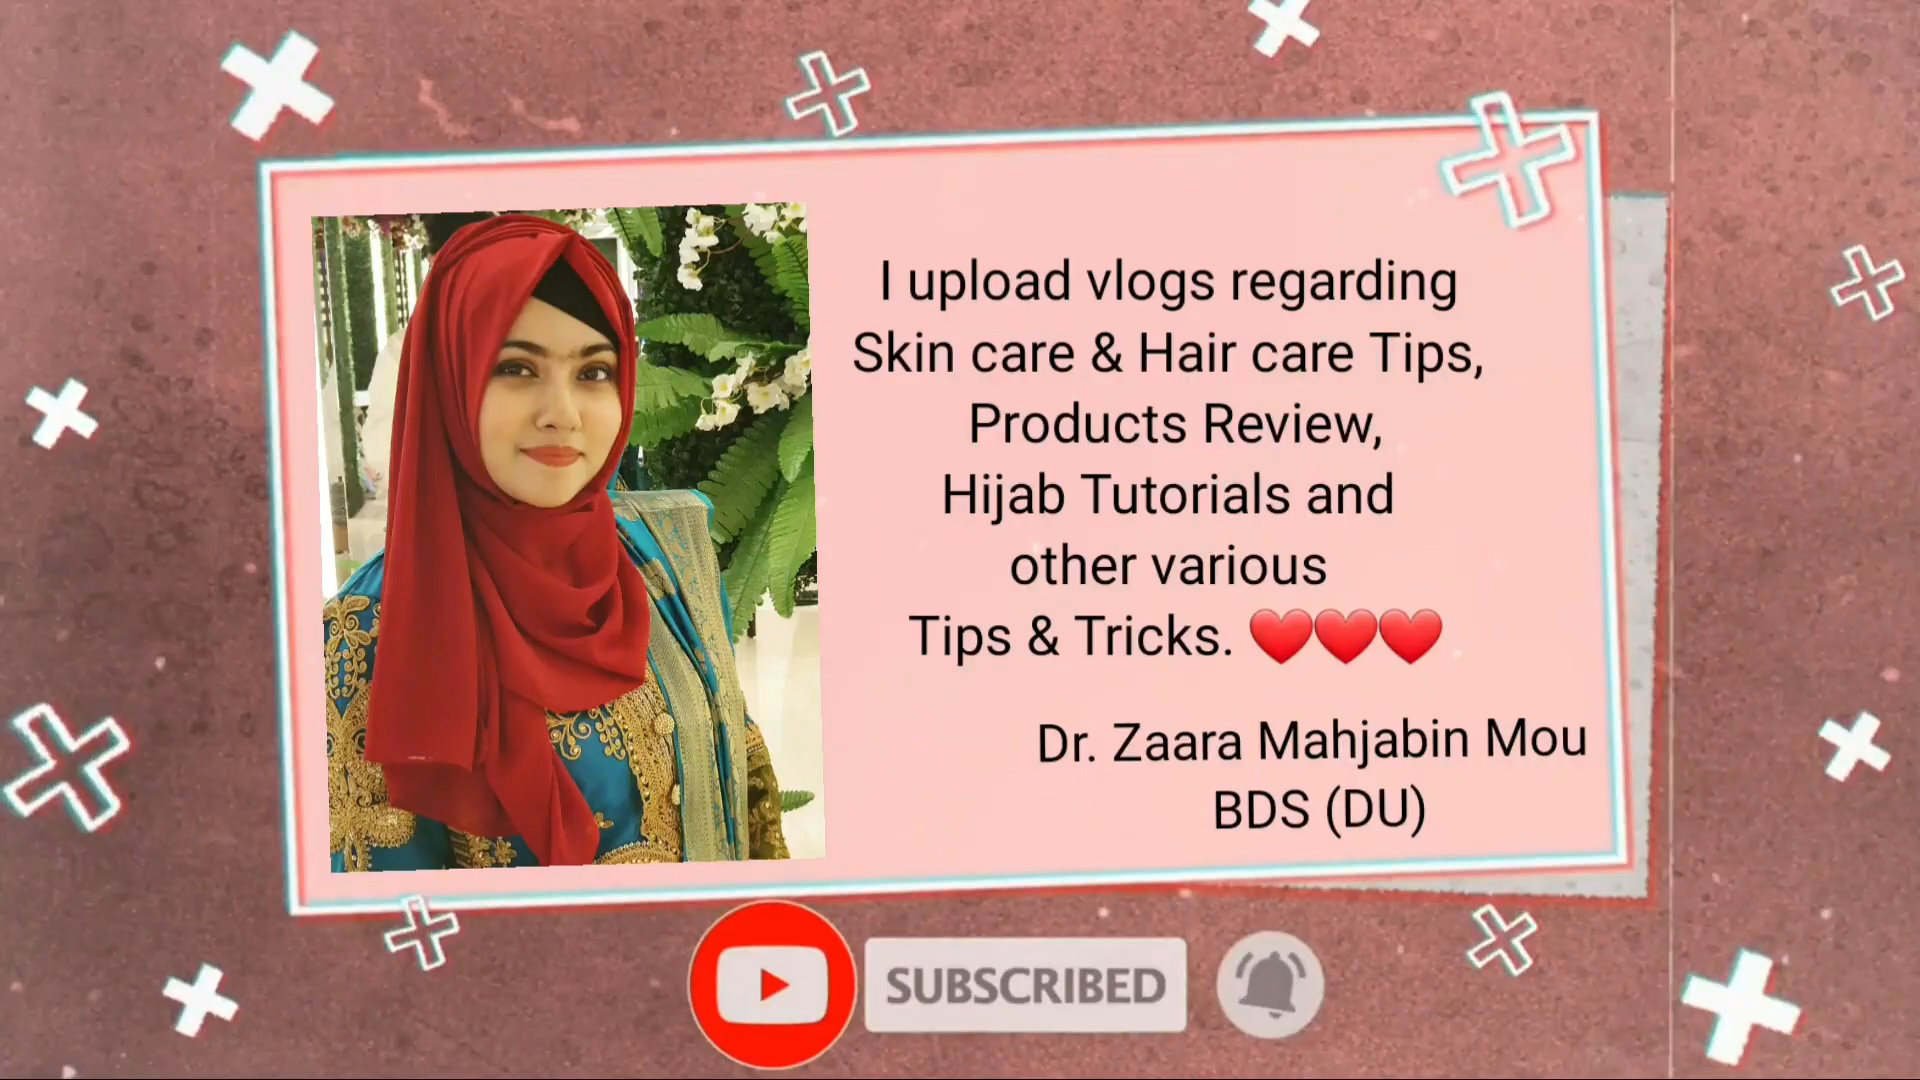 I upload vlogs regarding
Skin care & Hair care Tips,
Products Review,
Hijab Tutorials and
other various
Tips & Tricks. ❤️❤️❤️
Dr. Zaara Mahjabin Mou
BDS (DU)
SUBSCRIBED